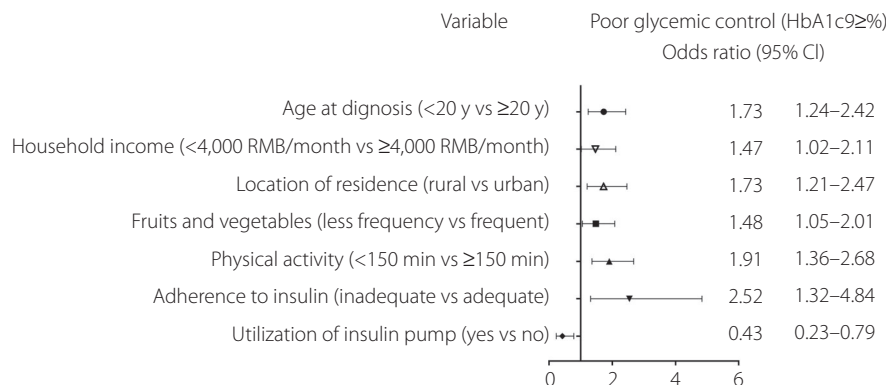 Variable Poor glycemic control (HbA1c9≥%)
Odds ratio (95% CI)
Age at dignosis (<20 y vs ≥20 y) 1.73 1.24–2.42
Household income (<4,000 RMB/month vs ≥4,000 RMB/month) 1.47 1.02–2.11
Location of residence (rural vs urban) 1.73 1.21–2.47
Fruits and vegetables (less frequency vs frequent) 1.48 1.05–2.01
Physical activity (<150 min vs ≥150 min) 1.91 1.36–2.68
Adherence to insulin (inadequate vs adequate) 2.52 1.32–4.84
Utilization of insulin pump (yes vs no) 0.43 0.23–0.79
0 2 4 6